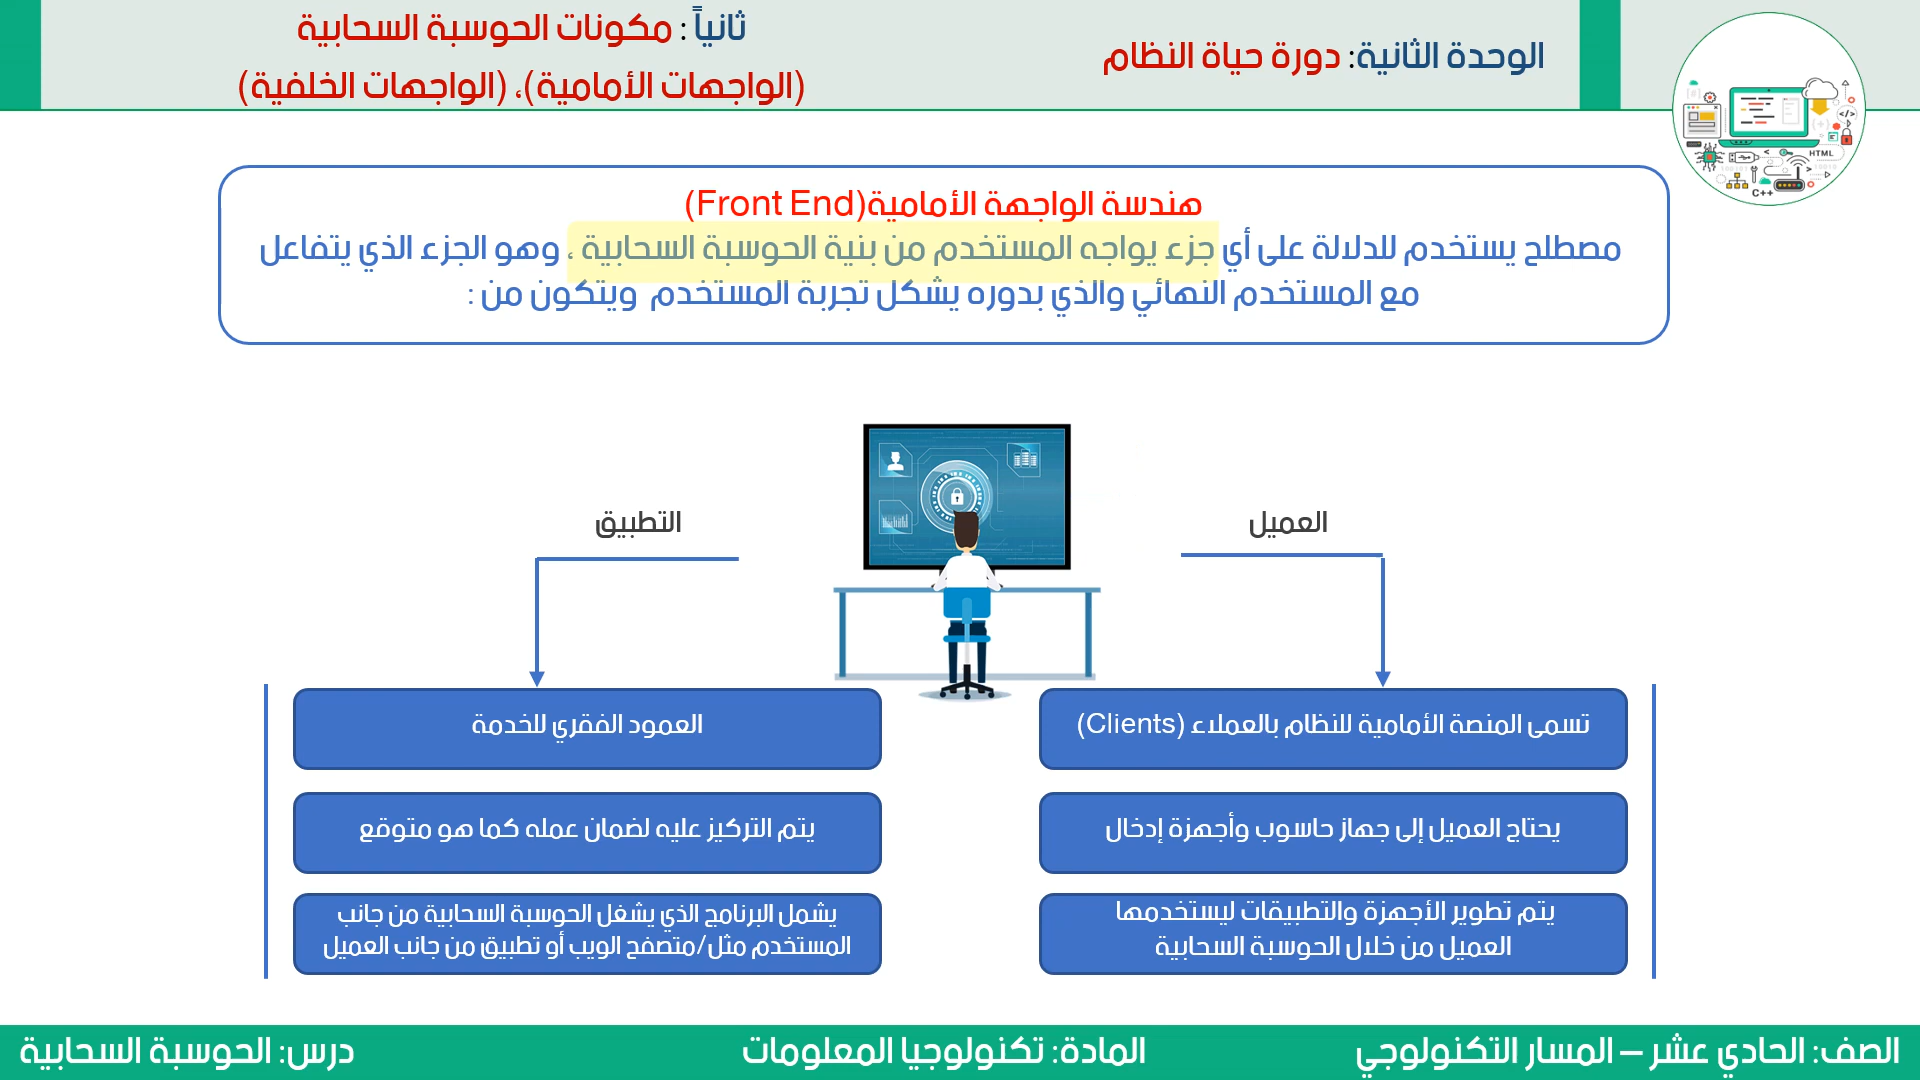 الوحدة الثانية: دورة حياة النظام
ثانياً : مكونات الحوسبة السحابية
(الواجهات الأمامية)، (الواجهات الخلفية)
</>
HTML
C++
هندسة الواجهة الأمامية(Front End)
مصطلح يستخدم للدلالة على أي جزء يواجه المستخدم من بنية الحوسبة السحابية ، وهو الجزء الذي يتفاعل
مع المستخدم النهائي والذي بدوره يشكل تجربة المستخدم ويتكون من :
العميل
تسمى المنصة الأمامية للنظام بالعملاء (Clients)
يحتاج العميل إلى جهاز حاسوب وأجهزة إدخال
يتم تطوير الأجهزة والتطبيقات ليستخدمها
العميل من خلال الحوسبة السحابية
التطبيق
العمود الفقري للخدمة
يتم التركيز عليه لضمان عمله كما هو متوقع
يشمل البرنامج الذي يشغل الحوسبة السحابية من جانب
المستخدم مثل/متصفح الويب أو تطبيق من جانب العميل
الصف: الحادي عشر – المسار التكنولوجي
المادة: تكنولوجيا المعلومات
درس: الحوسبة السحابية